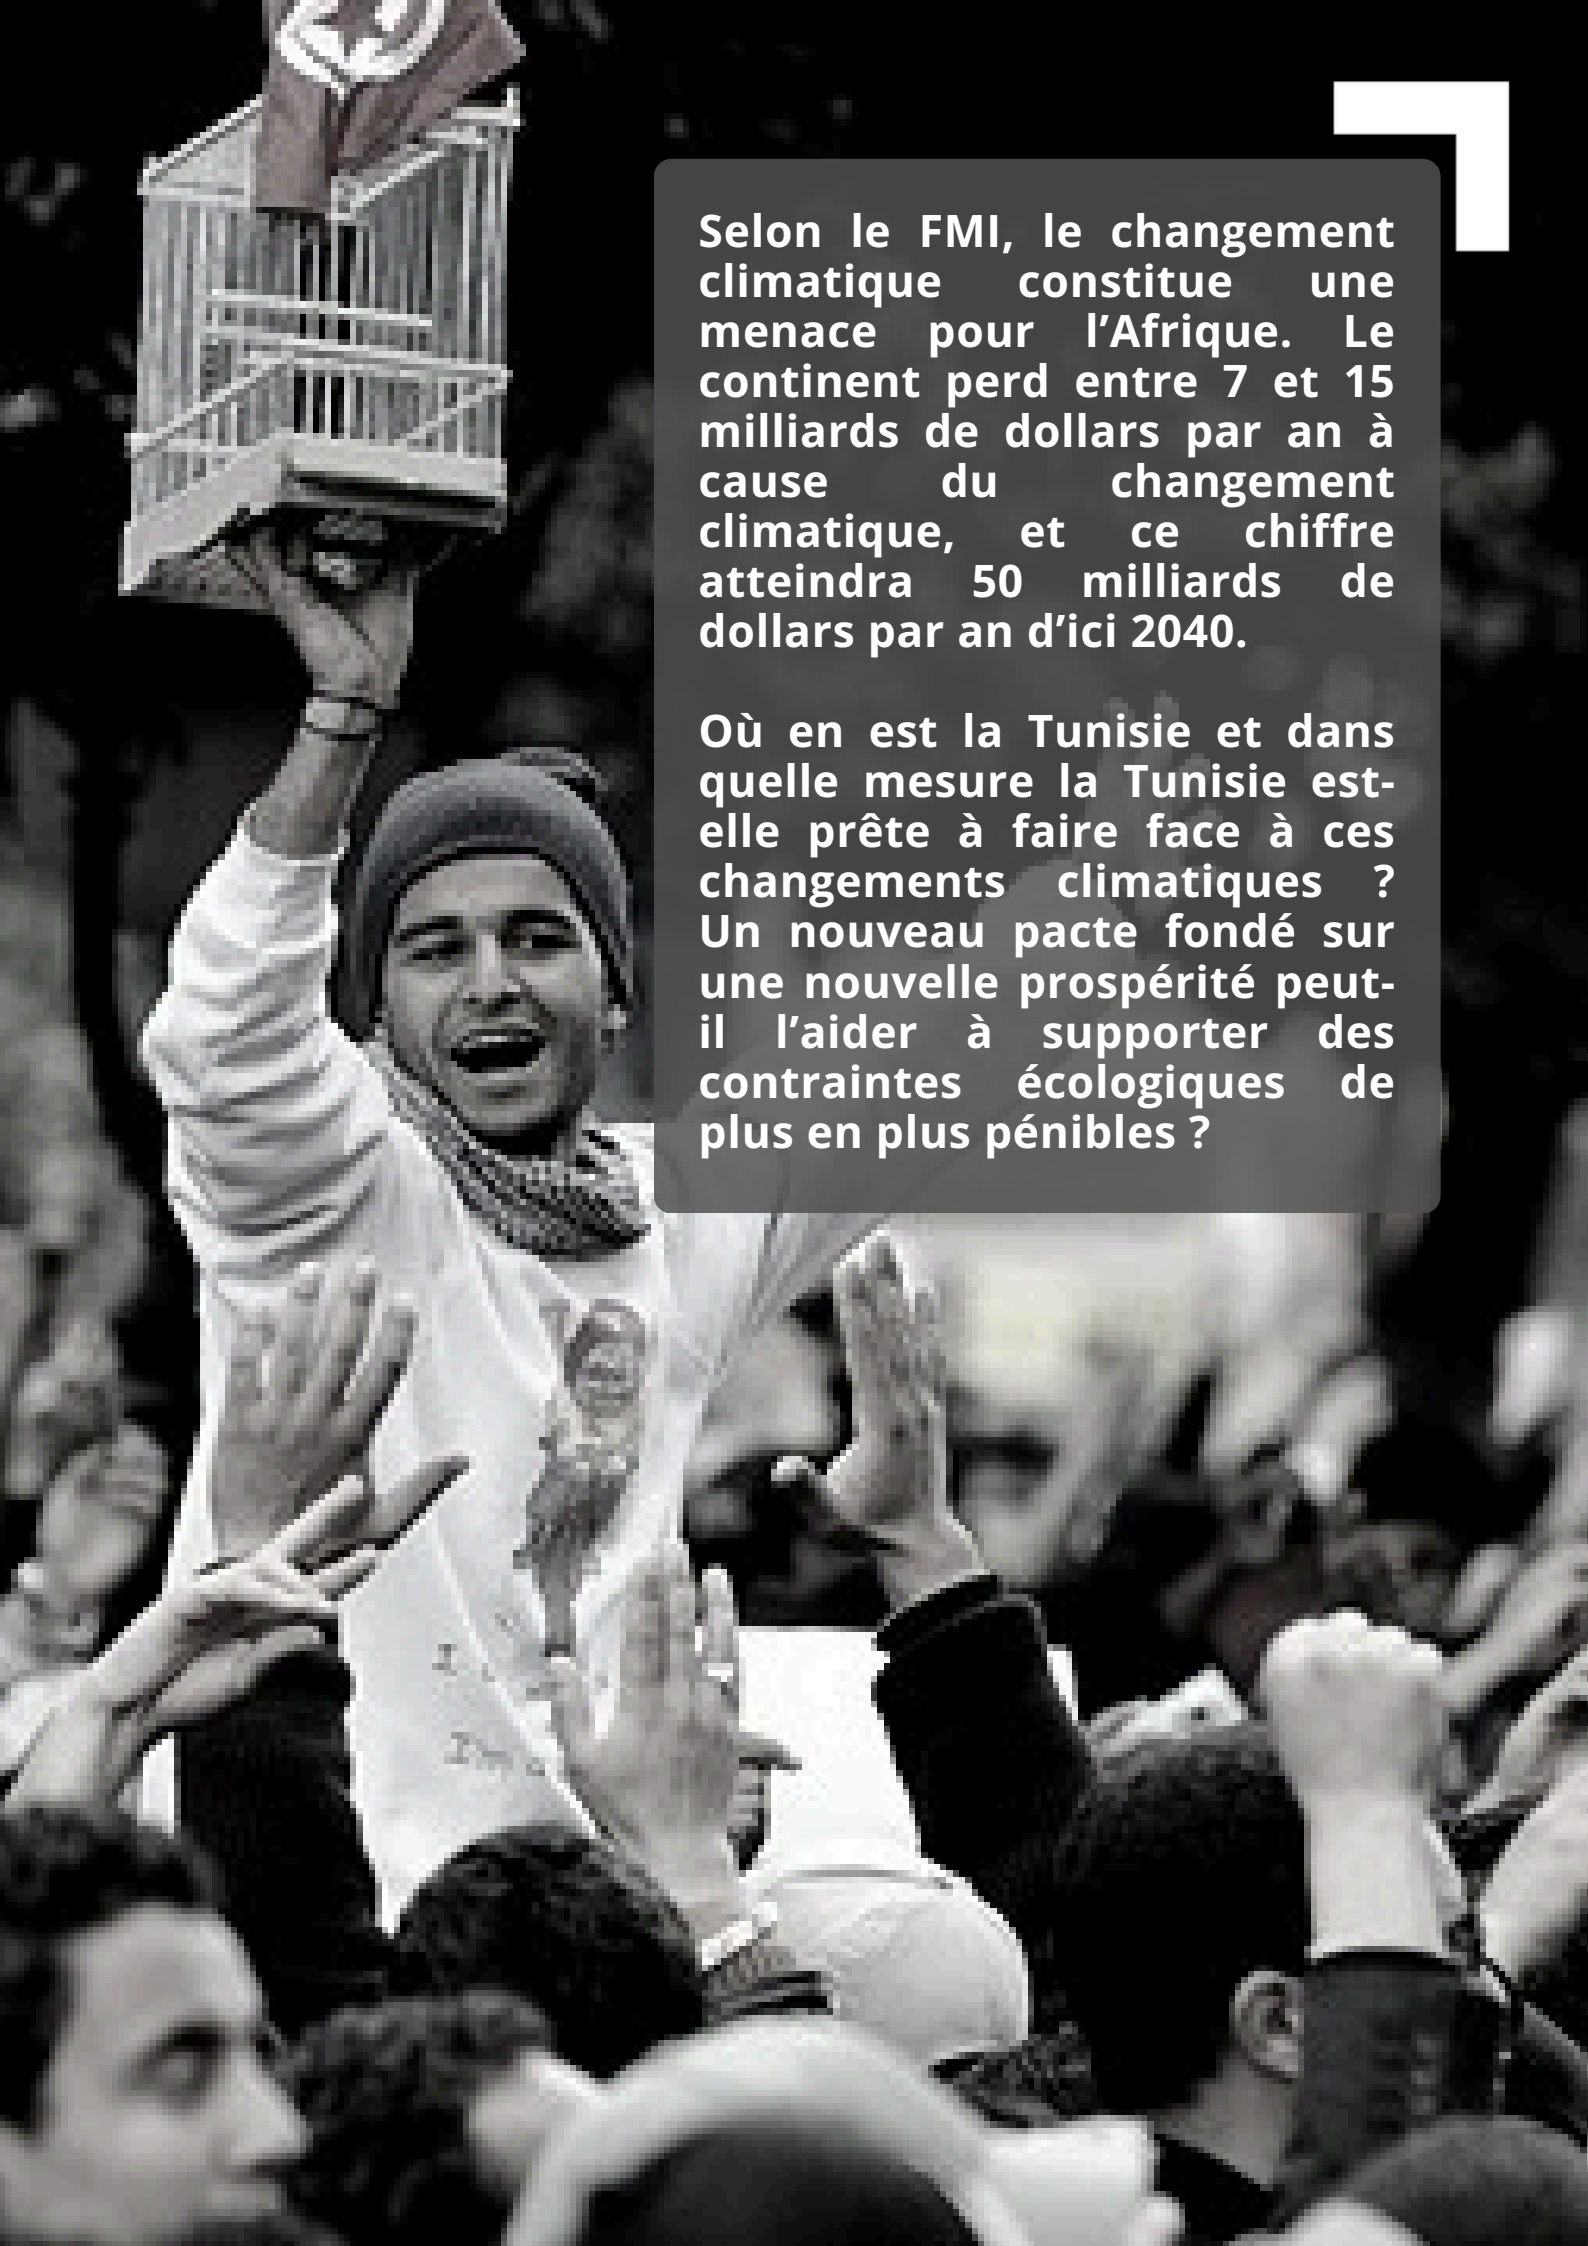 Selon le FMI, le changement
climatique constitue une
menace pour l’Afrique. Le
continent perd entre 7 et 15
milliards de dollars par an à
cause du changement
climatique, et ce chiffre
atteindra 50 milliards de
dollars par an d’ici 2040.
Où en est la Tunisie et dans
quelle mesure la Tunisie est-
elle prête à faire face à ces
changements climatiques ?
Un nouveau pacte fondé sur
une nouvelle prospérité peut-
il l’aider à supporter des
contraintes écologiques de
plus en plus pénibles ?